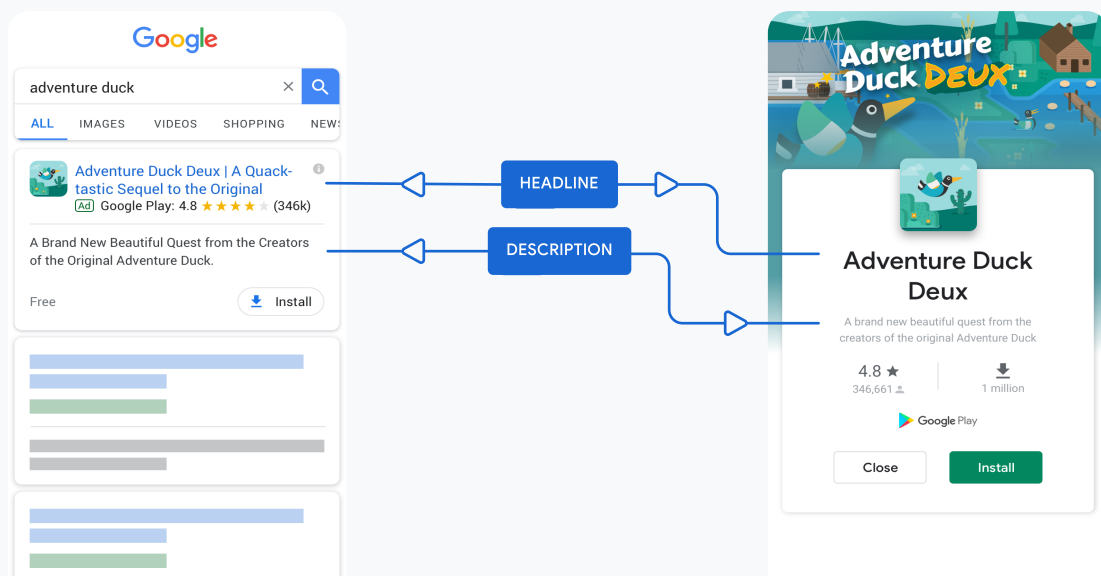 Google
adventure duck
ALL IMAGES VIDEOS SHOPPING NEWS
Adventure Duck Deux | A Quack-
tastic Sequel to the Original
Ad Google Play: 4.8 (346k)
A Brand New Beautiful Quest from the Creators
of the Original Adventure Duck.
Free Install
HEADLINE
DESCRIPTION
Adventure
Duck DEUX
Adventure Duck
Deux
A brand new beautiful quest from the
creators of the original Adventure Duck
4.8
346,661 1 million
Google Play
Close Install